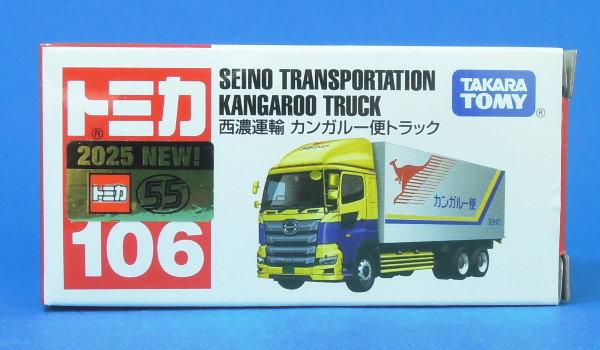 トミカ
®
2025 NEW!
トミカ 55TH
106
SEINO TRANSPORTATION
KANGAROO TRUCK
西濃運輸 カンガルー便トラック
TAKARA
TOMY®
カンガルー便
SEINO